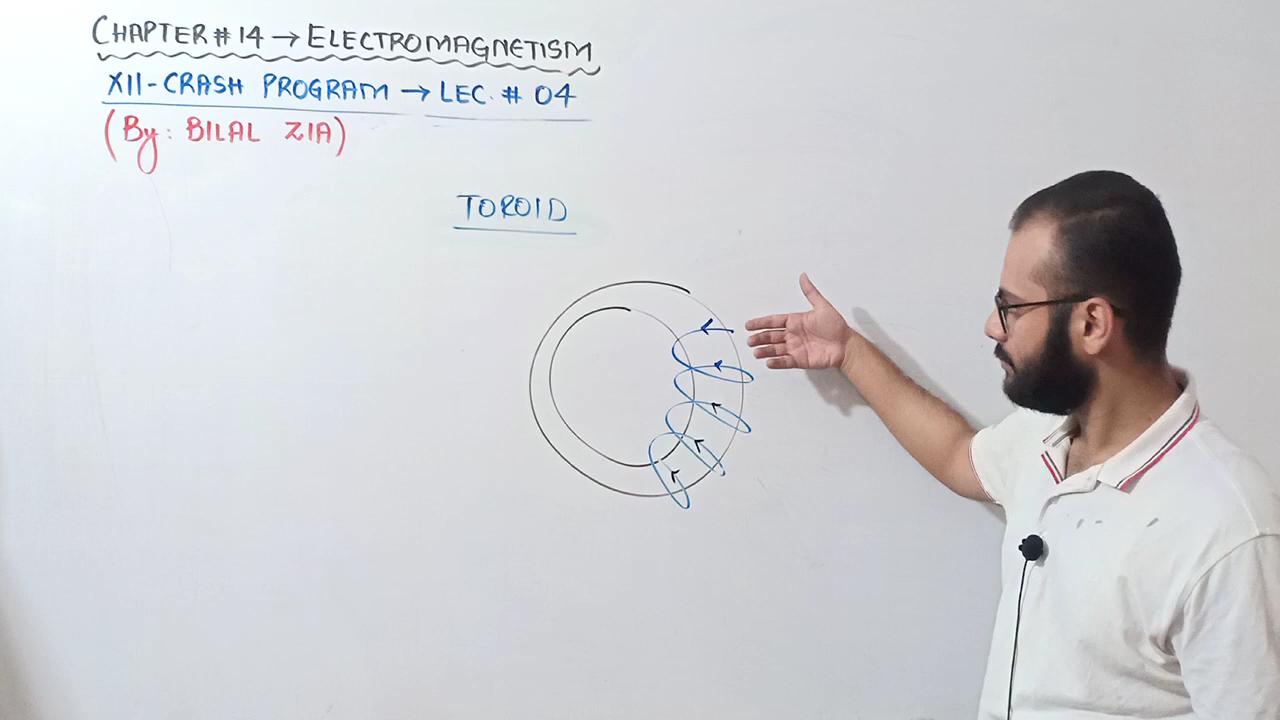 CHAPTER # 14 → ELECTROMAGNETISM
XII - CRASH PROGRAM → LEC. # 04
(By: BILAL ZIA)
TOROID